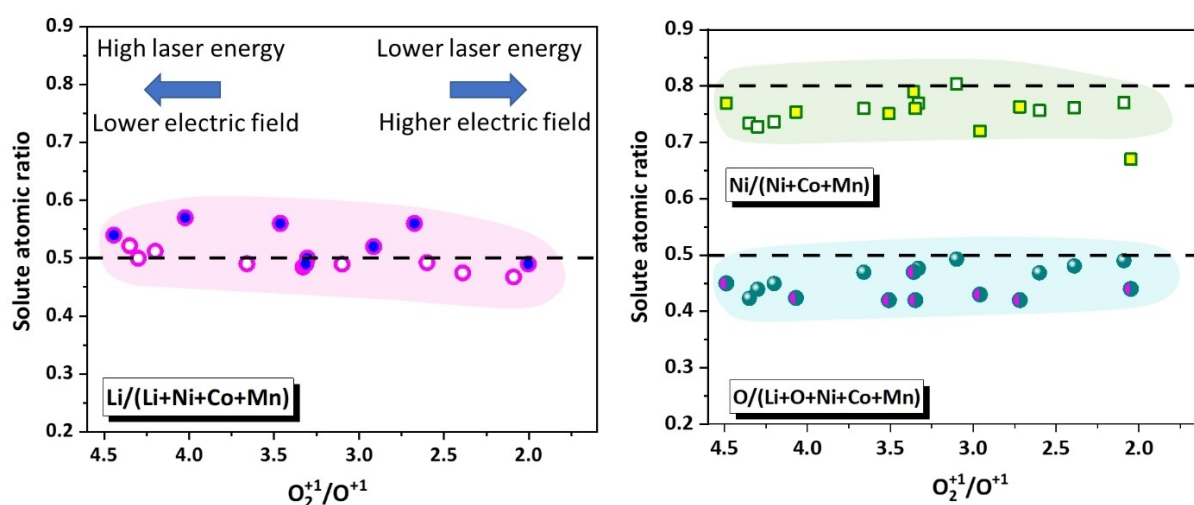 0.9
0.8
0.7
0.6
0.5
0.4
0.3
0.2
Solute atomic ratio
High laser energy
Lower laser energy
Lower electric field
Higher electric field
Li/(Li+Ni+Co+Mn)
4.5 4.0 3.5 3.0 2.5 2.0
O₂⁺¹/O⁺¹
0.9
0.8
0.7
0.6
0.5
0.4
0.3
0.2
Solute atomic ratio
Ni/(Ni+Co+Mn)
O/(Li+O+Ni+Co+Mn)
4.5 4.0 3.5 3.0 2.5 2.0
O₂⁺¹/O⁺¹